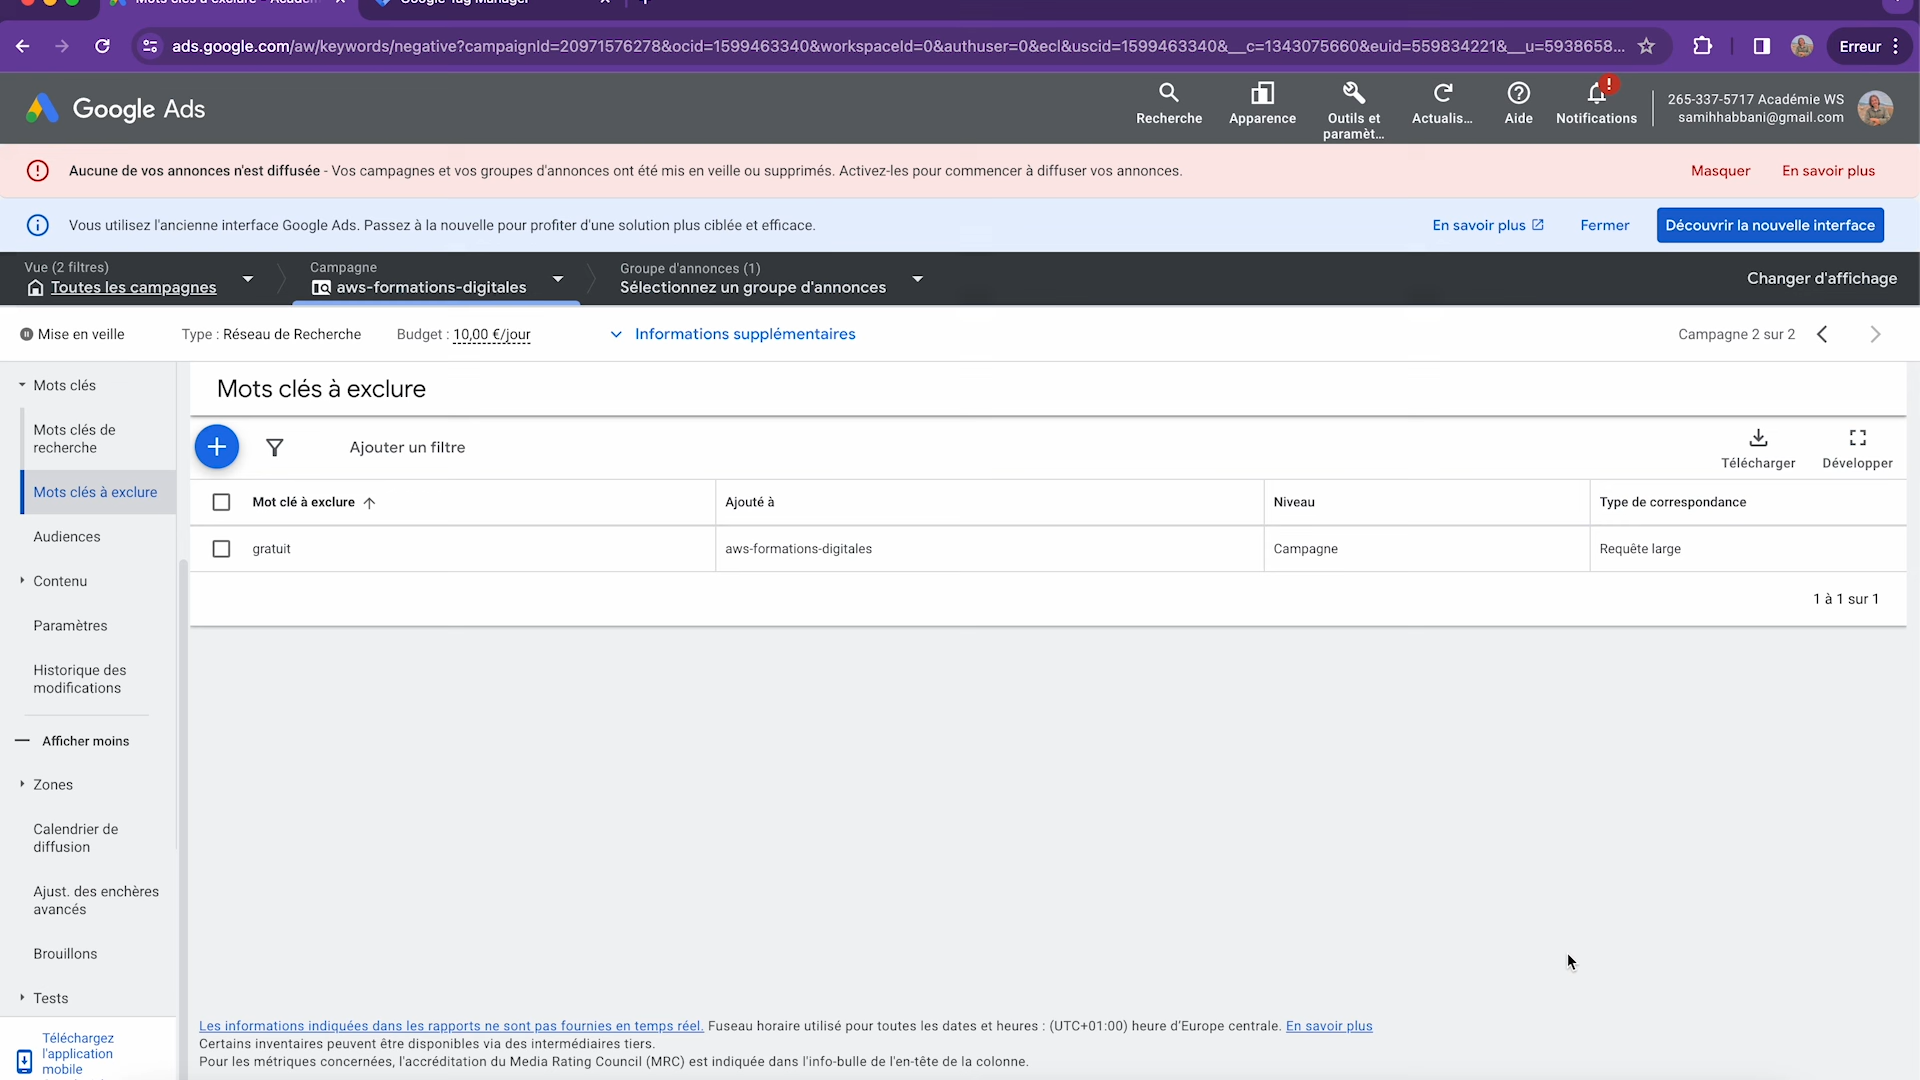 Mots clés à exclure - Acadé
Google Tag Manager
ads.google.com/aw/keywords/negative?campaignId=20971576278&ocid=1599463340&workspaceId=0&authuser=0&ecl&uscid=1599463340&__c=1343075660&euid=559834221&__u=5938658...
Erreur
Google Ads
Recherche
Apparence
Outils et
paramèt...
Actualis...
Aide
Notifications
265-337-5717 Académie WS
samihhabbani@gmail.com
Aucune de vos annonces n'est diffusée - Vos campagnes et vos groupes d'annonces ont été mis en veille ou supprimés. Activez-les pour commencer à diffuser vos annonces.
Masquer
En savoir plus
Vous utilisez l'ancienne interface Google Ads. Passez à la nouvelle pour profiter d'une solution plus ciblée et efficace.
En savoir plus
Fermer
Découvrir la nouvelle interface
Vue (2 filtres)
Toutes les campagnes
Campagne
aws-formations-digitales
Groupe d'annonces (1)
Sélectionnez un groupe d'annonces
Changer d'affichage
Mise en veille
Type : Réseau de Recherche
Budget : 10,00 €/jour
Informations supplémentaires
Campagne 2 sur 2
Mots clés
Mots clés de
recherche
Mots clés à exclure
Audiences
Contenu
Paramètres
Historique des
modifications
Afficher moins
Zones
Calendrier de
diffusion
Ajust. des enchères
avancés
Brouillons
Tests
Téléchargez
l'application
mobile
Mots clés à exclure
Ajouter un filtre
Télécharger
Développer
Mot clé à exclure
Ajouté à
Niveau
Type de correspondance
gratuit
aws-formations-digitales
Campagne
Requête large
1 à 1 sur 1
Les informations indiquées dans les rapports ne sont pas fournies en temps réel. Fuseau horaire utilisé pour toutes les dates et heures : (UTC+01:00) heure d'Europe centrale. En savoir plus
Certains inventaires peuvent être disponibles via des intermédiaires tiers.
Pour les métriques concernées, l'accréditation du Media Rating Council (MRC) est indiquée dans l'info-bulle de l'en-tête de la colonne.